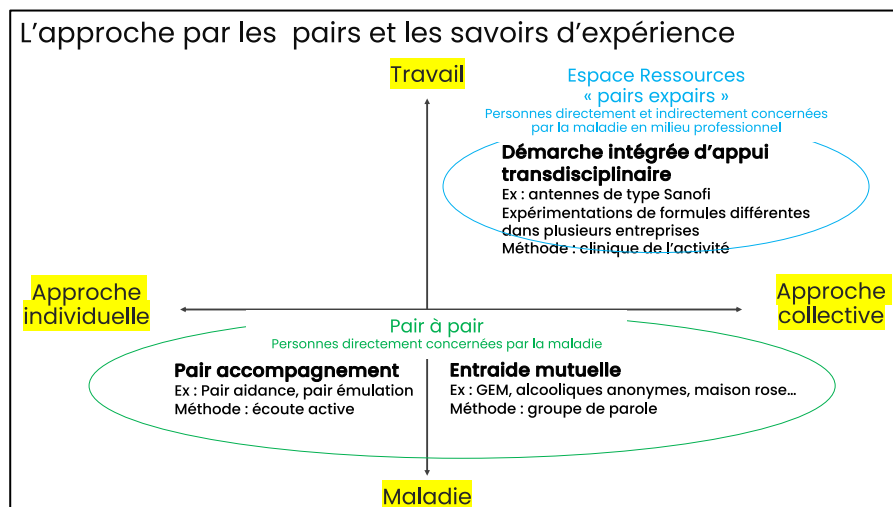 L'approche par les pairs et les savoirs d'expérience
Travail
Espace Ressources
« pairs expairs »
Personnes directement et indirectement concernées
par la maladie en milieu professionnel
Démarche intégrée d'appui
transdisciplinaire
Ex : antennes de type Sanofi
Expérimentations de formules différentes
dans plusieurs entreprises
Méthode : clinique de l'activité
Approche
individuelle
Approche
collective
Pair à pair
Personnes directement concernées par la maladie
Pair accompagnement
Ex : Pair aidance, pair émulation
Méthode : écoute active
Entraide mutuelle
Ex : GEM, alcooliques anonymes, maison rose…
Méthode : groupe de parole
Maladie